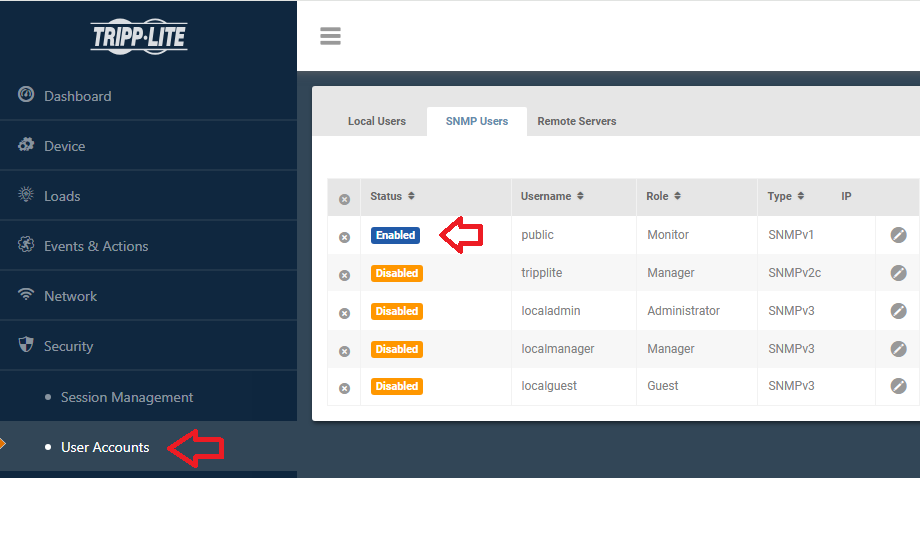 TRIPP·LITE
Dashboard
Device
Loads
Events & Actions
Network
Security
Session Management
User Accounts
Local Users SNMP Users Remote Servers
Status Username Role Type IP
Enabled public Monitor SNMPv1
Disabled tripplite Manager SNMPv2c
Disabled localadmin Administrator SNMPv3
Disabled localmanager Manager SNMPv3
Disabled localguest Guest SNMPv3